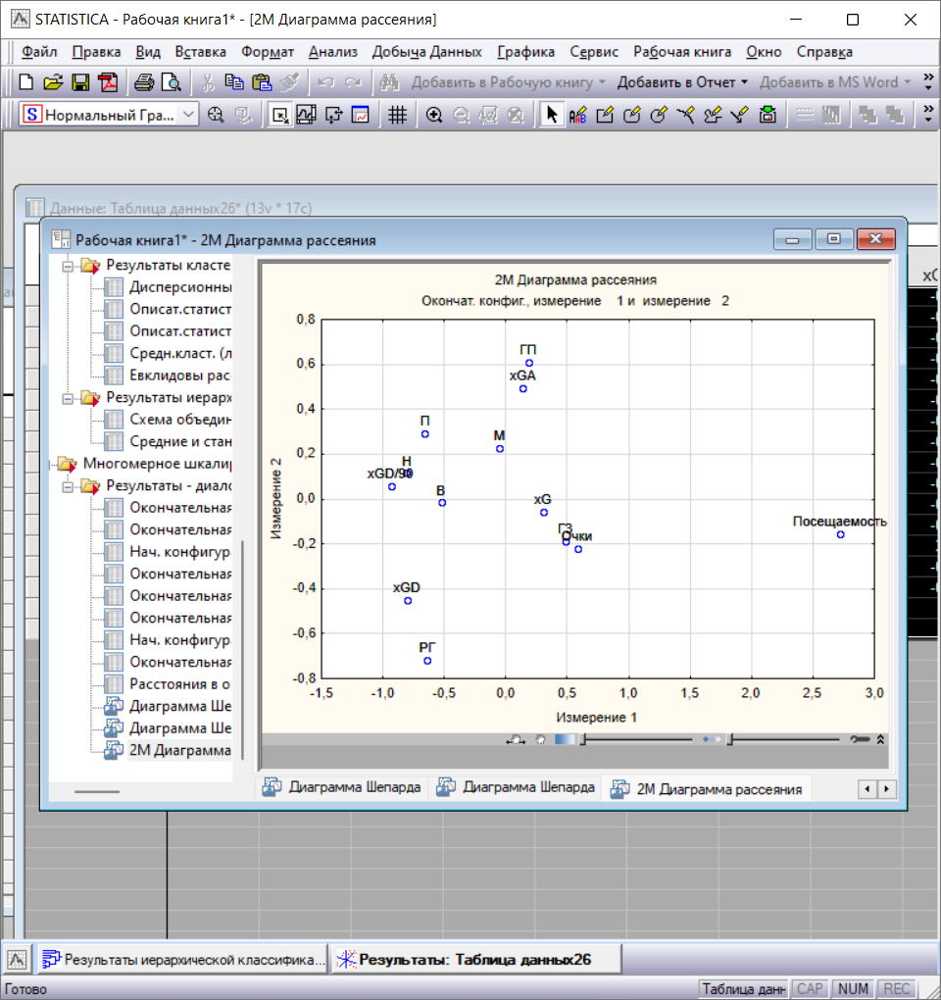 STATISTICA - Рабочая книга1* - [2М Диаграмма рассеяния]
Файл Правка Вид Вставка Формат Анализ Добыча Данных Графика Сервис Рабочая книга Окно Справка
Добавить в Рабочую книгу Добавить в Отчет Добавить в MS Word
Нормальный Гра...
Данные: Таблица данных26* (13v * 17c)
Рабочая книга1* - 2М Диаграмма рассеяния
Результаты класте
Дисперсионны
Описат.статист
Описат.статист
Средн.класт. (л
Евклидовы рас
Результаты иерарх
Схема объедин
Средние и стан
Многомерное шкалир
Результаты - диало
Окончательная
Окончательная
Нач. конфигур
Окончательная
Окончательная
Окончательная
Нач. конфигур
Окончательная
Расстояния в о
Диаграмма Ше
Диаграмма Ше
2М Диаграмма
2М Диаграмма рассеяния
Окончат. конфиг., измерение 1 и измерение 2
0,8
0,6
0,4
0,2
0,0
-0,2
-0,4
-0,6
-0,8
Измерение 2
ГП
xGA
П
М
Н
xGD/90
В
xG
ГЗ
Очки
Посещаемость
xGD
РГ
-1,5 -1,0 -0,5 0,0 0,5 1,0 1,5 2,0 2,5 3,0
Измерение 1
Диаграмма Шепарда Диаграмма Шепарда 2М Диаграмма рассеяния
Результаты иерархической классифика... Результаты: Таблица данных26
Готово Таблица данн CAP NUM REC